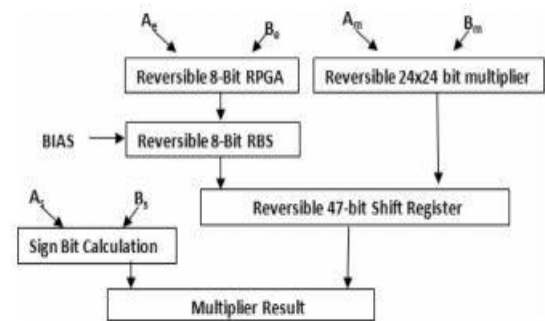 Ae Be Am Bm
Reversible 8-Bit RPGA Reversible 24x24 bit multiplier
BIAS Reversible 8-Bit RBS
As Bs Reversible 47-bit Shift Register
Sign Bit Calculation
Multiplier Result